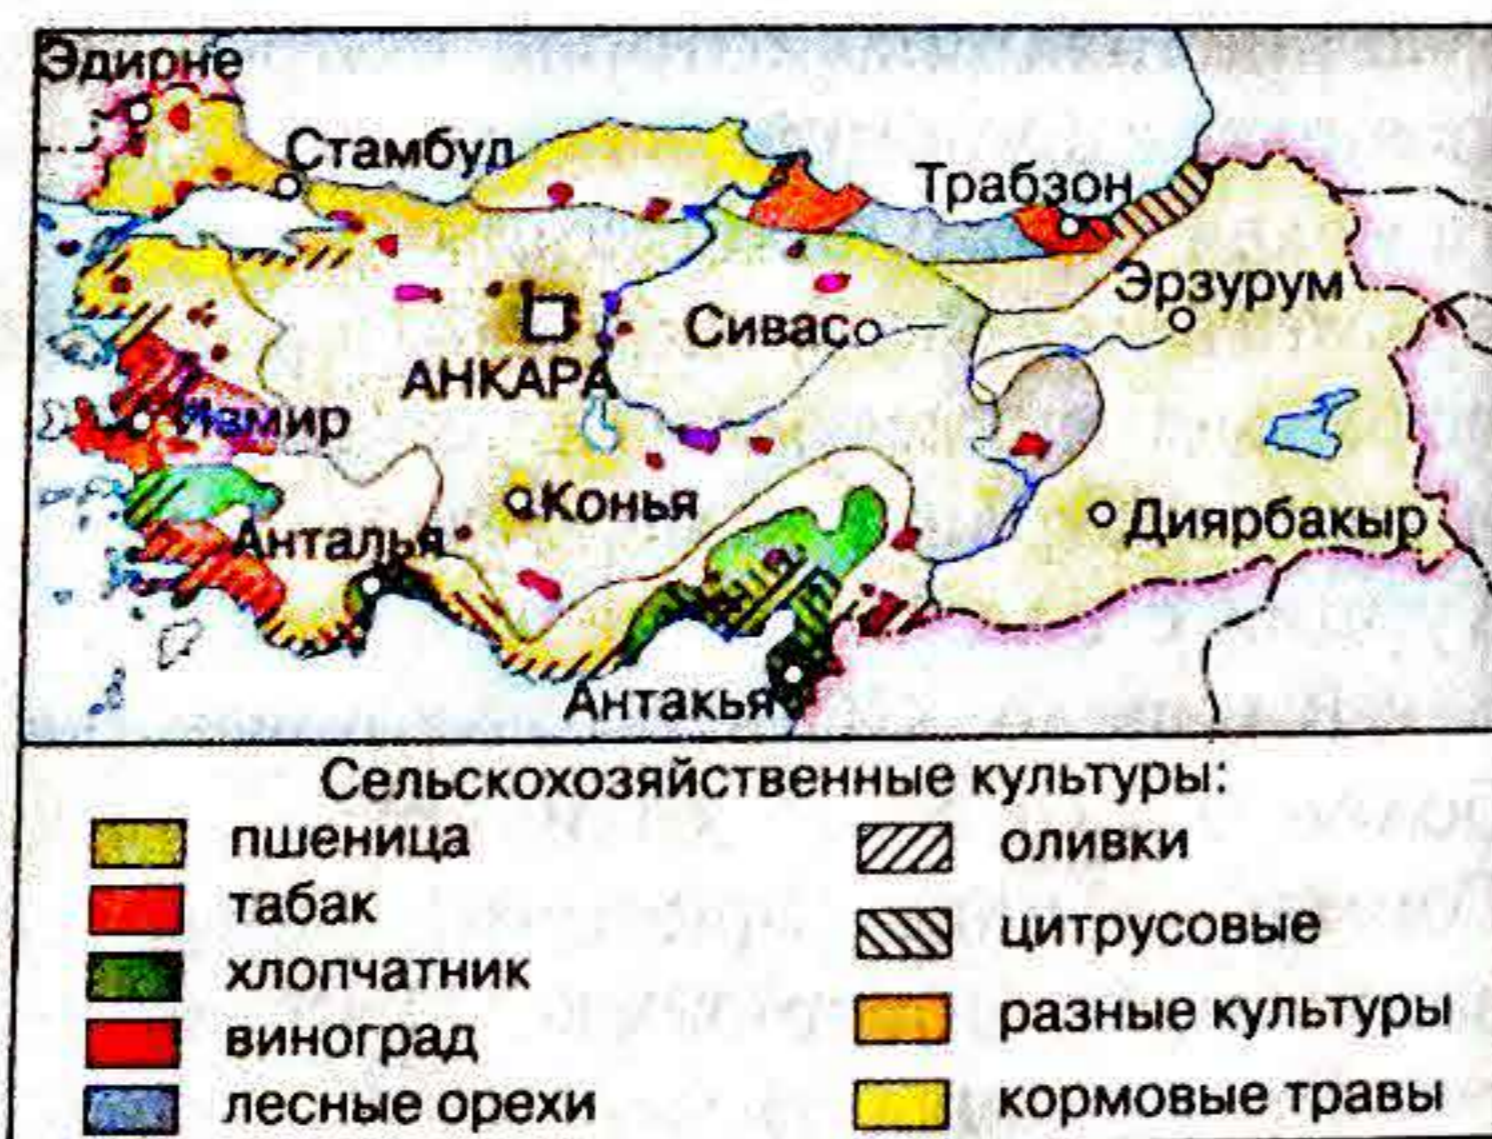 Эдирне
Стамбул
Трабзон
Эрзурум
Сивас
АНКАРА
Измир
Конья
Диярбакыр
Анталья
Антакья
Сельскохозяйственные культуры:
пшеница
табак
хлопчатник
виноград
лесные орехи
оливки
цитрусовые
разные культуры
кормовые травы